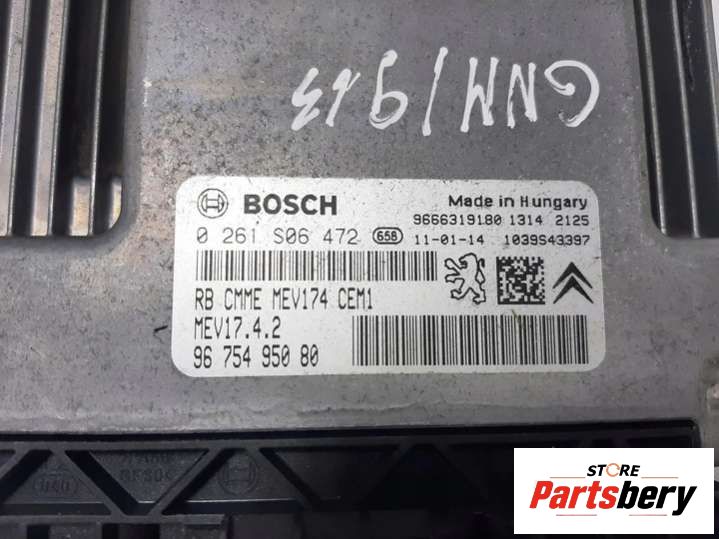 GNM/913
BOSCH
Made in Hungary
9666319180 1314 2125
0 261 S06 472 658 11-01-14 1039S43397
RB CMME MEV174 CEM1
MEV17.4.2
96 754 950 80
STORE
Partsbery